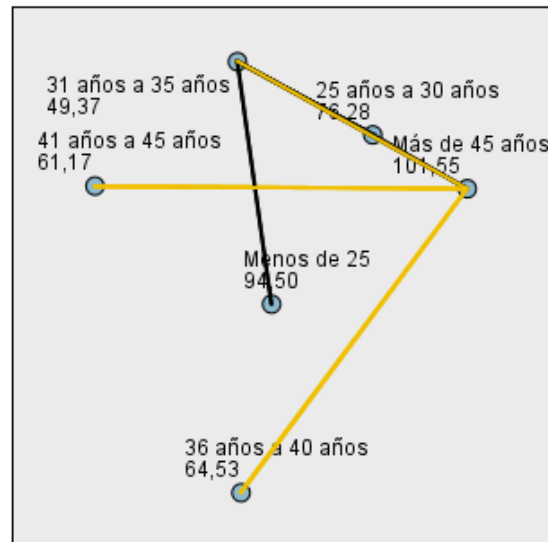 31 años a 35 años
49,37
25 años a 30 años
76,28
41 años a 45 años
61,17
Más de 45 años
101,55
Menos de 25
94,50
36 años a 40 años
64,53